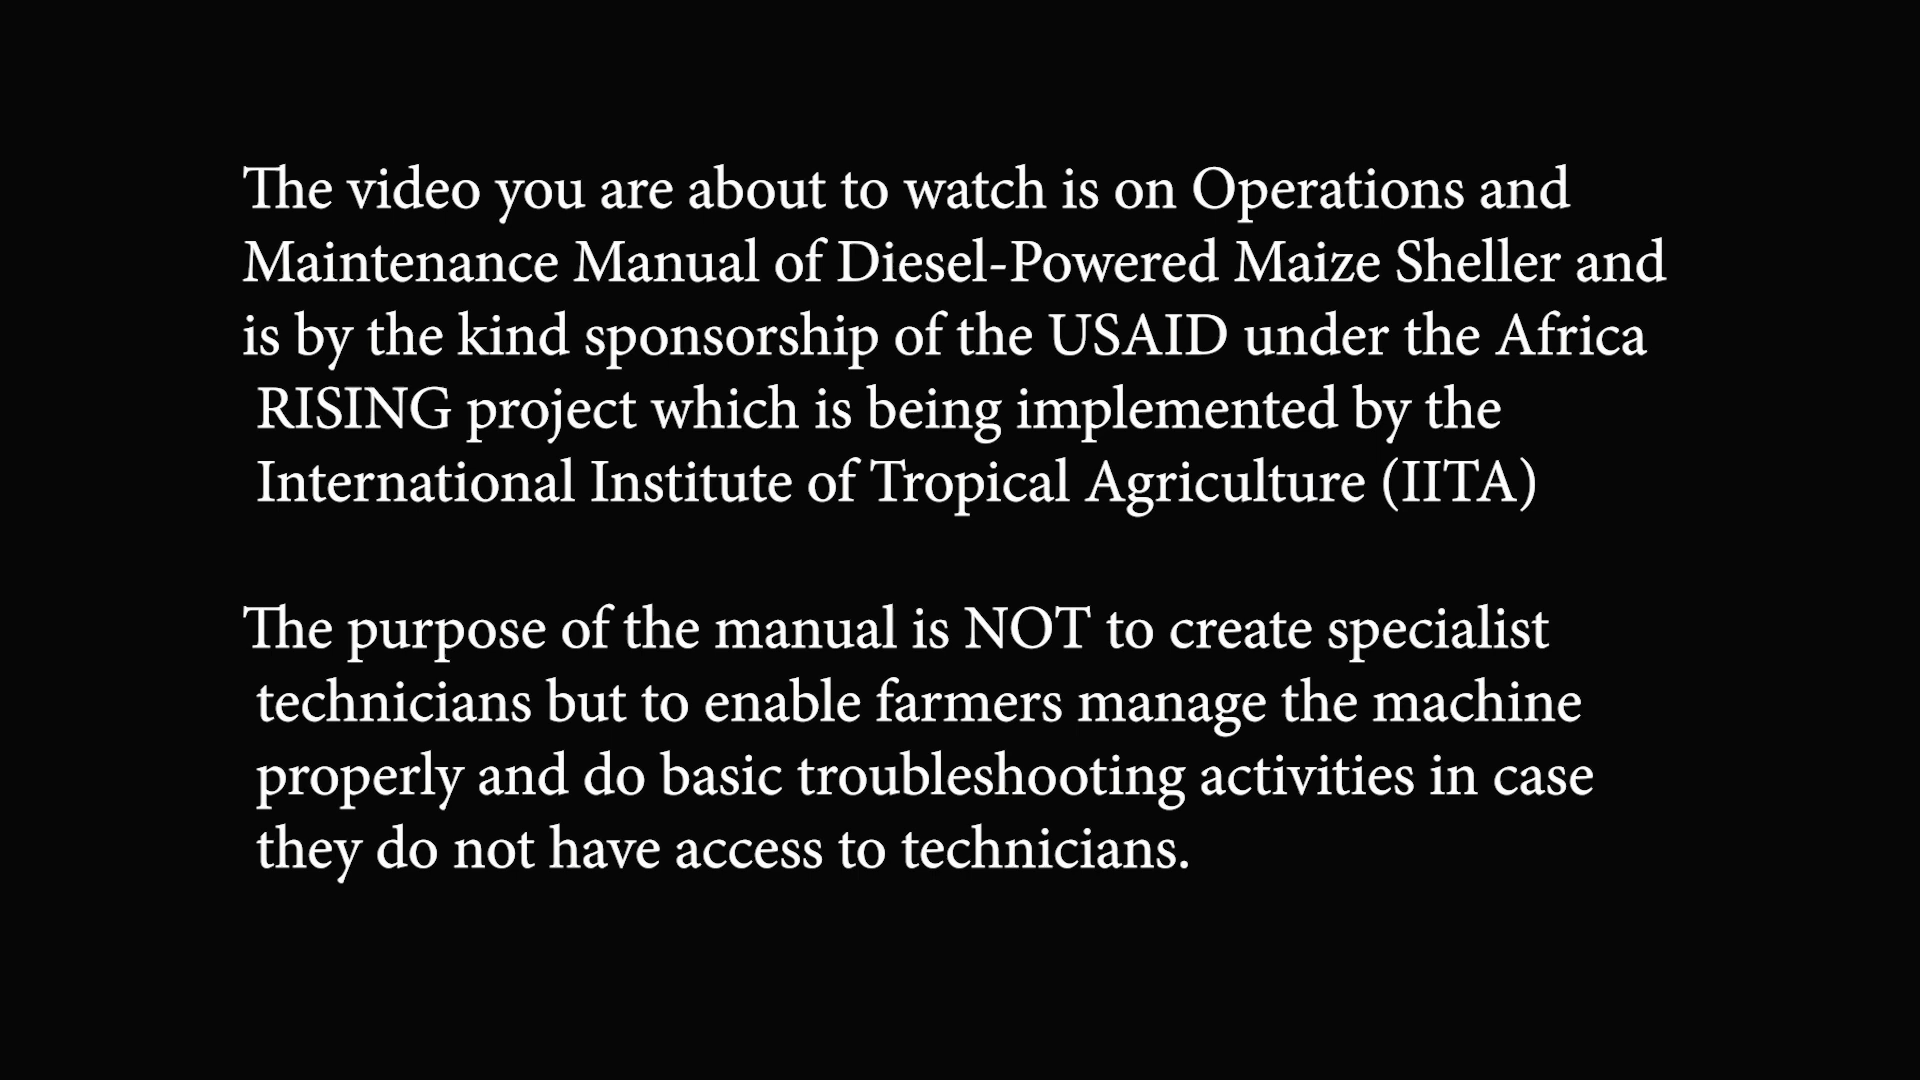 The video you are about to watch is on Operations and
Maintenance Manual of Diesel-Powered Maize Sheller and
is by the kind sponsorship of the USAID under the Africa
RISING project which is being implemented by the
International Institute of Tropical Agriculture (IITA)
The purpose of the manual is NOT to create specialist
technicians but to enable farmers manage the machine
properly and do basic troubleshooting activities in case
they do not have access to technicians.